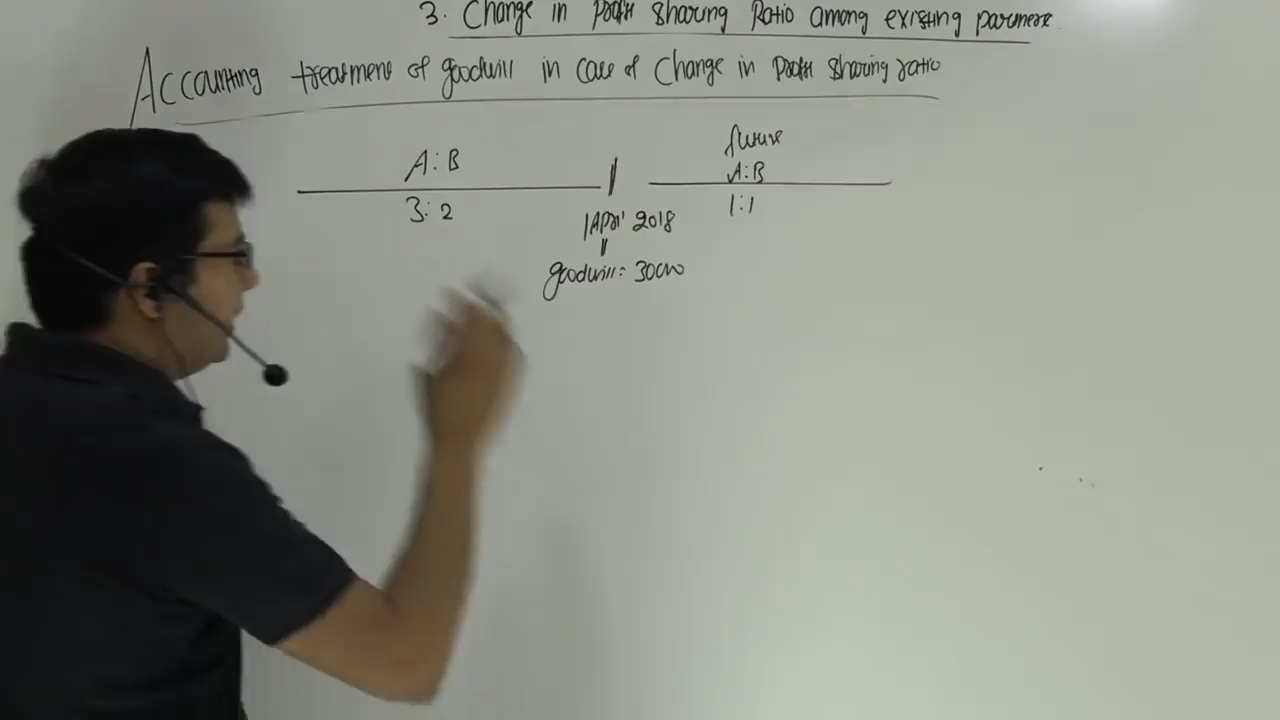 3. Change in Profit Sharing Ratio among existing partners
Accounting treatment of goodwill in case of Change in Profit sharing ratio
A:B
3:2
future
A:B
1:1
1 April 2018
goodwill: 30000